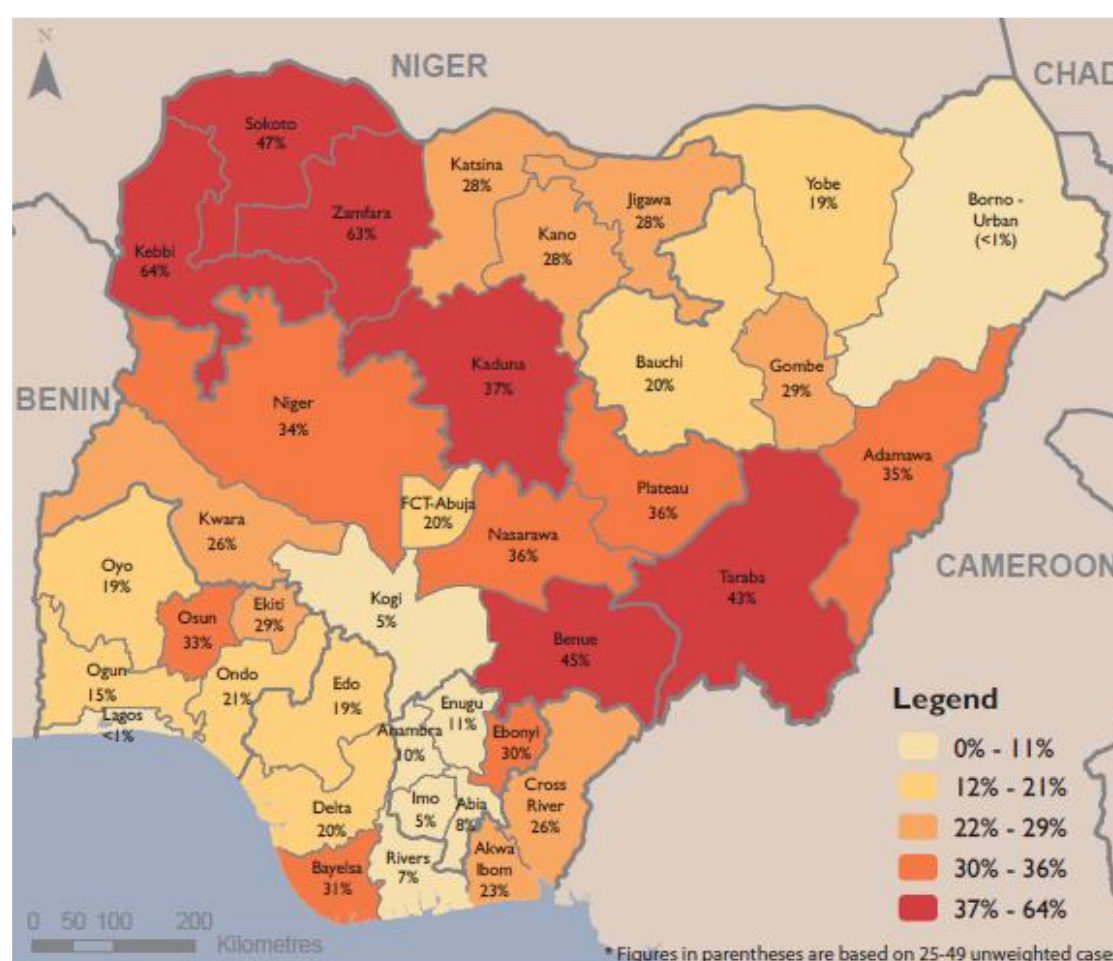 N
NIGER
CHAD
Sokoto
47%
Katsina
28%
Yobe
19%
Jigawa
28%
Borno -
Urban
(<1%)
Zamfara
63%
Kano
28%
Kebbi
64%
Kaduna
37%
Bauchi
20%
Gombe
29%
BENIN
Niger
34%
Adamawa
35%
Plateau
36%
FCT-Abuja
20%
Nasarawa
36%
Kwara
26%
CAMEROON
Oyo
19%
Taraba
43%
Kogi
5%
Osun
33%
Ekiti
29%
Benue
45%
Ogun
15%
Ondo
21%
Edo
19%
Enugu
11%
Lagos
<1%
Anambra
10%
Ebonyi
30%
Cross
River
26%
Imo
5%
Abia
8%
Delta
20%
Akwa
Ibom
23%
Rivers
7%
Bayelsa
31%
Legend
0% - 11%
12% - 21%
22% - 29%
30% - 36%
37% - 64%
0 50 100 200
Kilometres
* Figures in parentheses are based on 25-49 unweighted case